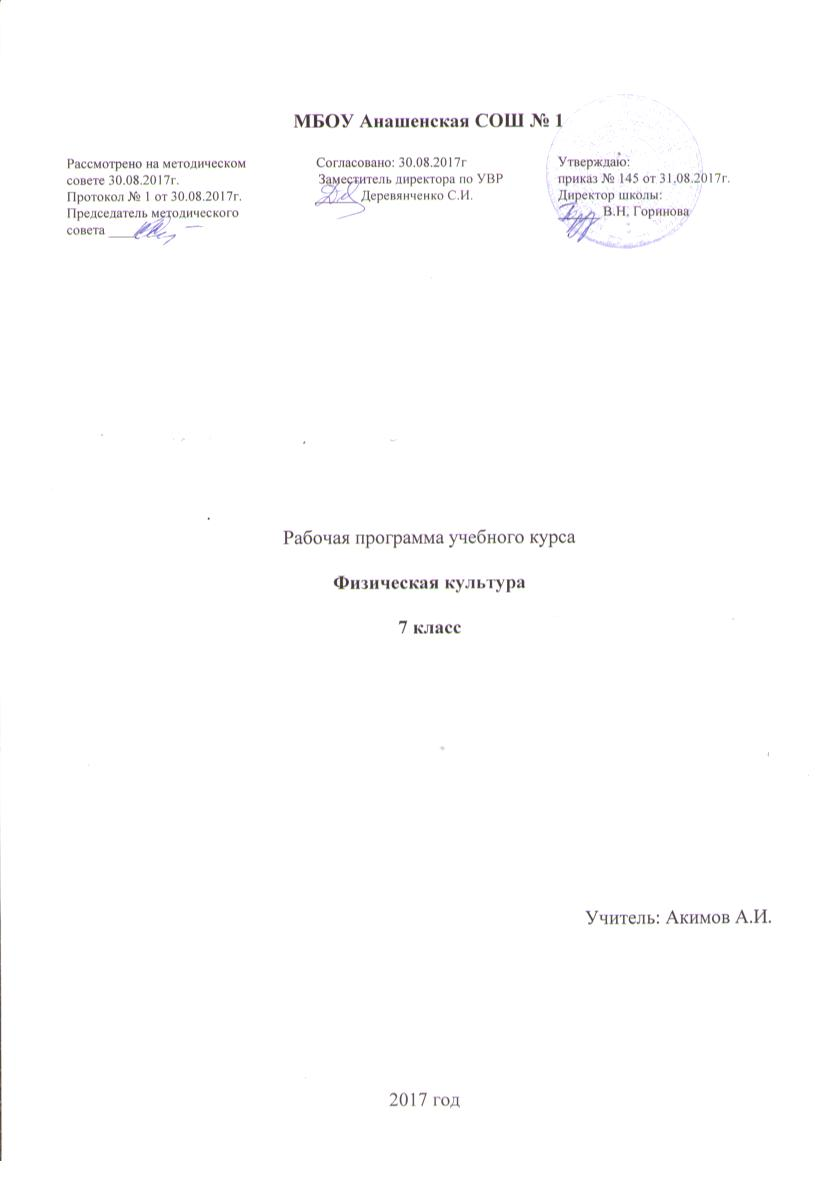 МБОУ Анашенская СОШ № 1
Рассмотрено на методическом
совете 30.08.2017г.
Протокол № 1 от 30.08.2017г.
Председатель методического
совета
Согласовано: 30.08.2017г
Заместитель директора по УВР
Деревянченко С.И.
Утверждаю:
приказ № 145 от 31.08.2017г.
Директор школы:
В.Н. Горинова
Рабочая программа учебного курса
Физическая культура
7 класс
Учитель: Акимов А.И.
2017 год